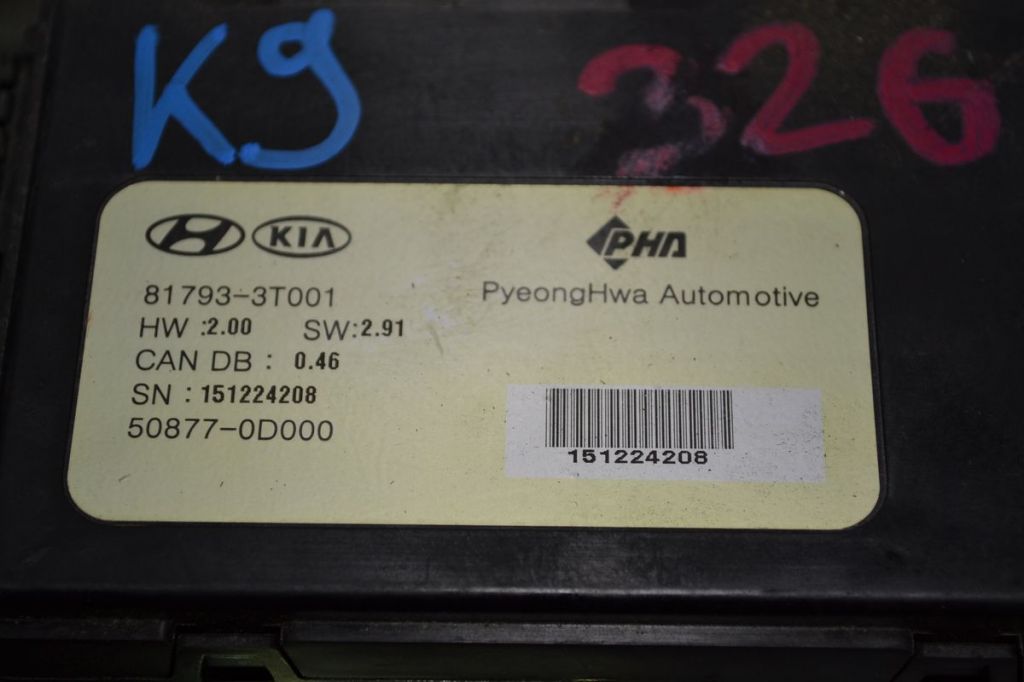 K9 326
KIA PHA
81793-3T001 PyeongHwa Automotive
HW :2.00 SW:2.91
CAN DB : 0.46
SN : 151224208
50877-0D000
151224208